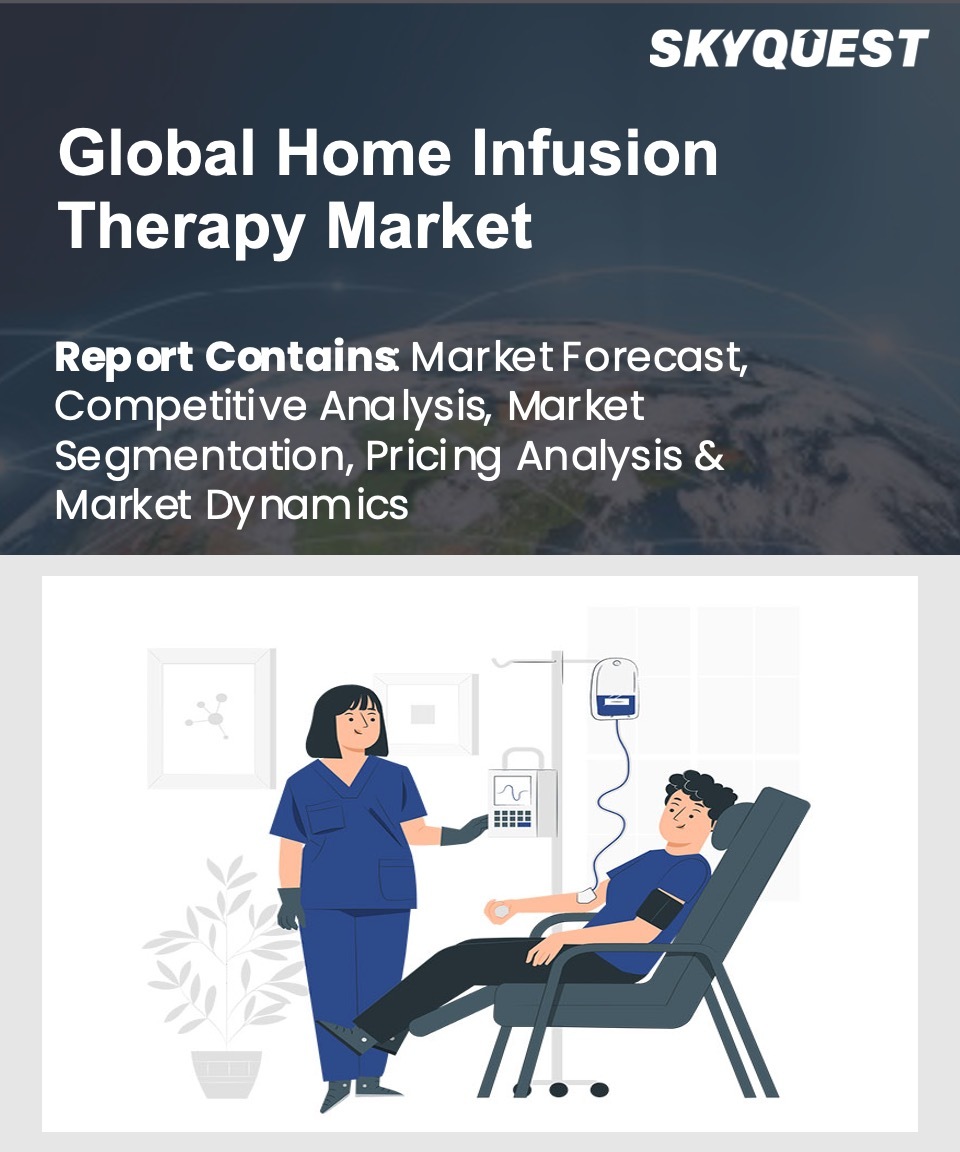 SKYQUEST
Global Home Infusion
Therapy Market
Report Contains: Market Forecast,
Competitive Analysis, Market
Segmentation, Pricing Analysis &
Market Dynamics